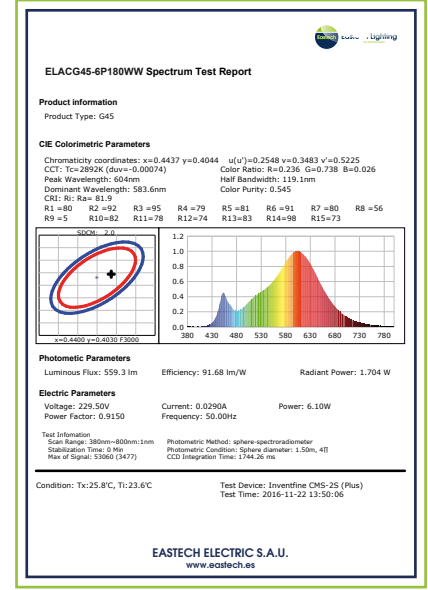 Eastech Lighting
ELACG45-6P180WW Spectrum Test Report
Product information
Product Type: G45
CIE Colorimetric Parameters
Chromaticity coordinates: x=0.4437 y=0.4044 u(u')=0.2548 v=0.3483 v'=0.5225
CCT: Tc=2892K (duv=-0.00074) Color Ratio: R=0.236 G=0.738 B=0.026
Peak Wavelength: 604nm Half Bandwidth: 119.1nm
Dominant Wavelength: 583.6nm Color Purity: 0.545
CRI: Ri: Ra= 81.9
R1 =80 R2 =92 R3 =95 R4 =79 R5 =81 R6 =91 R7 =80 R8 =56
R9 =5 R10=82 R11=78 R12=74 R13=83 R14=98 R15=73
SDCM: 2.0
1.2
1.0
0.8
0.6
0.4
0.2
0.0
380 430 480 530 580 630 680 730 780
x=0.4400 y=0.4030 F3000
Photometic Parameters
Luminous Flux: 559.3 lm Efficiency: 91.68 lm/W Radiant Power: 1.704 W
Electric Parameters
Voltage: 229.50V Current: 0.0290A Power: 6.10W
Power Factor: 0.9150 Frequency: 50.00Hz
Test Infomation
Scan Range: 380nm~800nm:1nm Photometric Method: sphere-spectroradiometer
Stabilization Time: 0 Min Photometric Condition: Sphere diameter: 1.50m, 4∏
Max of Signal: 53060 (3477) CCD Integration Time: 1744.26 ms
Condition: Tx:25.8'C, Ti:23.6'C Test Device: Inventfine CMS-2S (Plus)
Test Time: 2016-11-22 13:50:06
EASTECH ELECTRIC S.A.U.
www.eastech.es